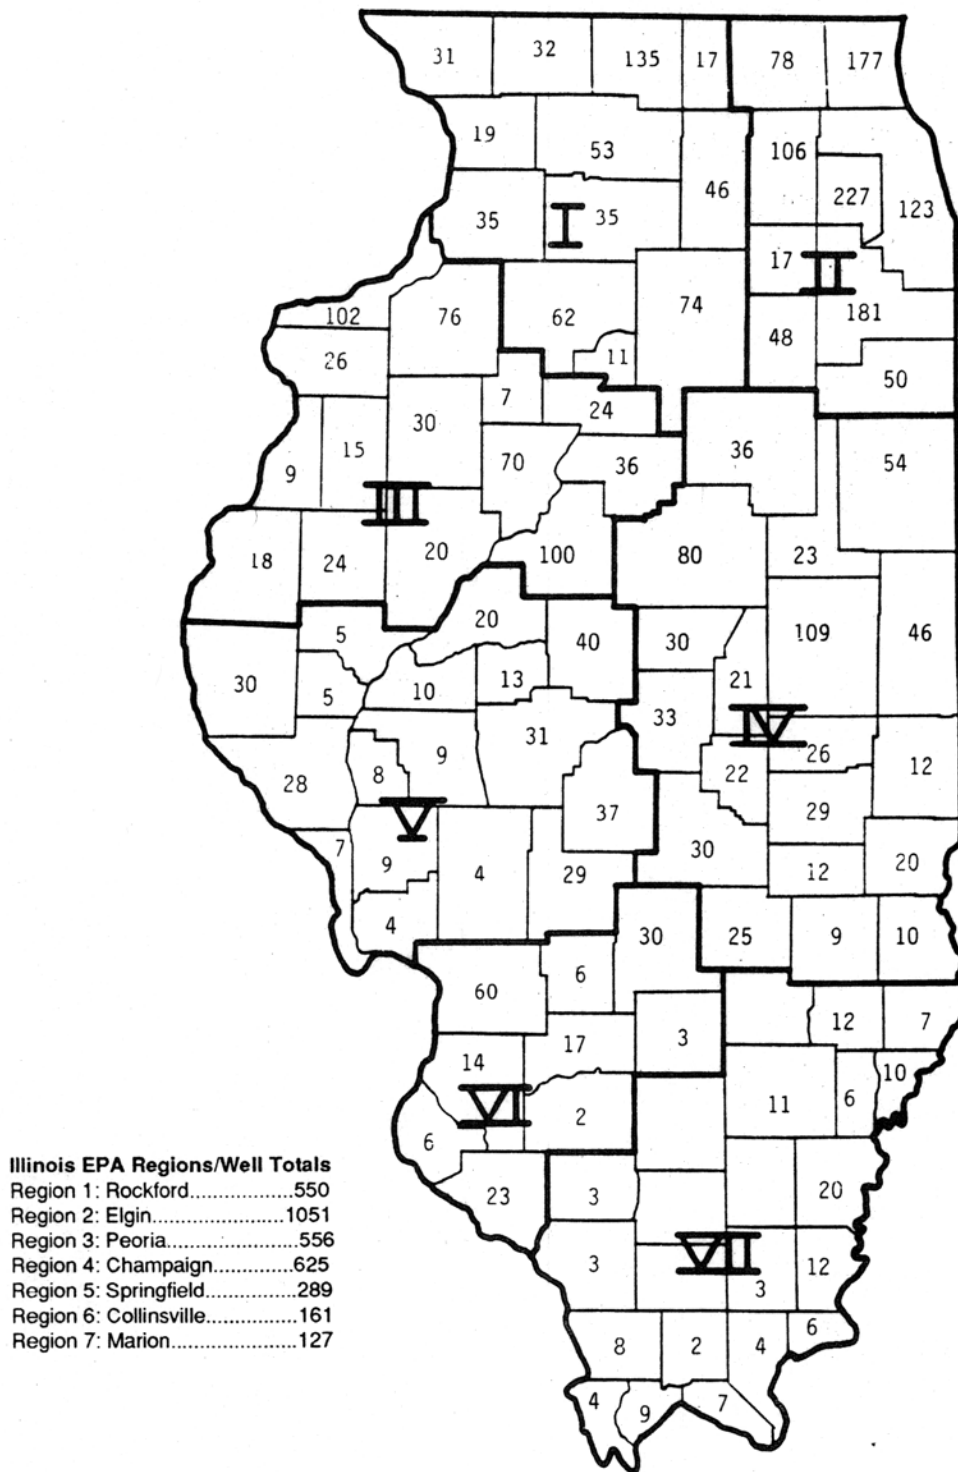 31 32 135 17 78 177
19 53 46 106 227 123
35 I 35 17 II
102 76 62 74 48 181
26 11 50
7 24
30 36
9 15 70 36 54
III
18 24 20 100 80 23
5 20 40 30 109 46
30 5 10 13 21
33 IV
28 8 9 31 22 26 12
V 37 29
7 9 4 29 30 12 20
4 30 25 9 10
60 6
14 17 3 12 7
10
VI 2 11 6
6
23 3 20
VII
3 3 12
8 2 4 6
4 9 7
Illinois EPA Regions/Well Totals
Region 1: Rockford..................550
Region 2: Elgin.......................1051
Region 3: Peoria.......................556
Region 4: Champaign..............625
Region 5: Springfield................289
Region 6: Collinsville................161
Region 7: Marion......................127